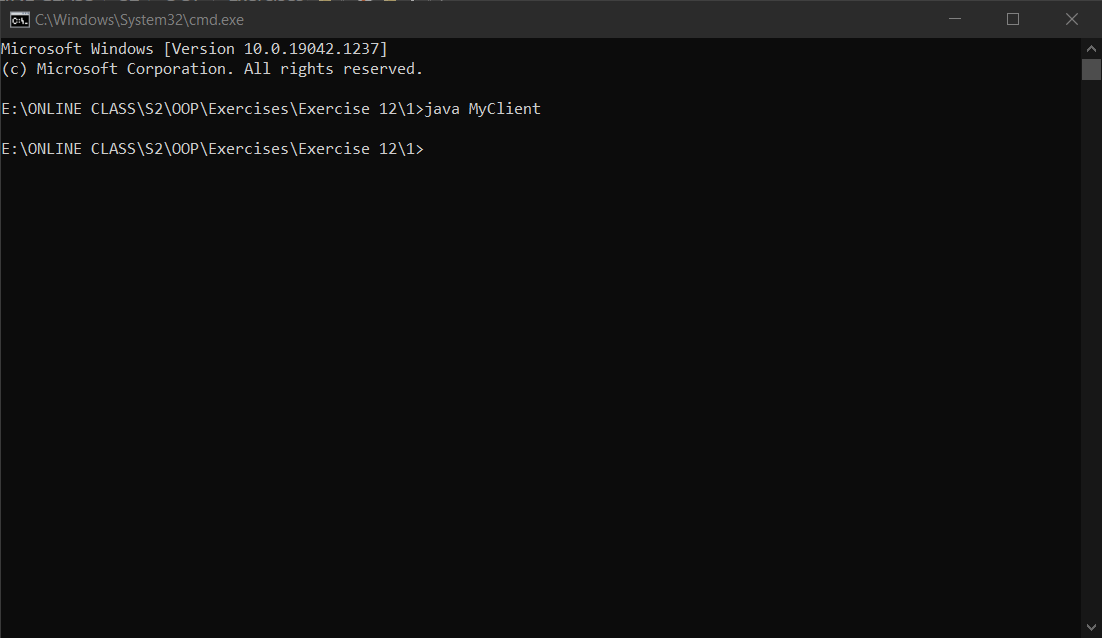 C:\Windows\System32\cmd.exe
Microsoft Windows [Version 10.0.19042.1237]
(c) Microsoft Corporation. All rights reserved.
E:\ONLINE CLASS\S2\OOP\Exercises\Exercise 12\1>java MyClient
E:\ONLINE CLASS\S2\OOP\Exercises\Exercise 12\1>